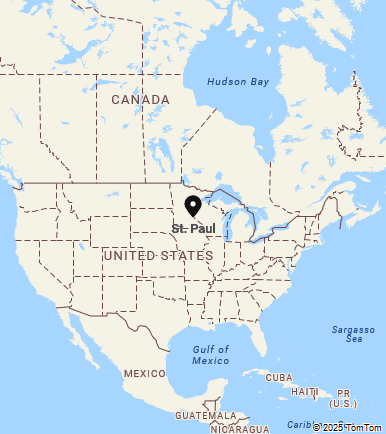 Hudson Bay
CANADA
St. Paul
UNITED STATES
Sargasso
Sea
Gulf of
Mexico
MEXICO
CUBA
HAITI
PR
(U.S.)
GUATEMALA
NICARAGUA
© 2025 TomTom